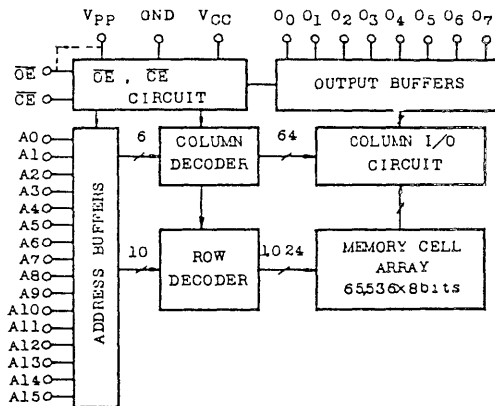 VPP GND VCC O0 O1 O2 O3 O4 O5 O6 O7
OE
CE
OE , CE
CIRCUIT
OUTPUT BUFFERS
A0
A1
A2
A3
A4
A5
A6
A7
A8
A9
A10
A11
A12
A13
A14
A15
ADDRESS BUFFERS
6
COLUMN
DECODER
64
COLUMN I/O
CIRCUIT
10
ROW
DECODER
1024
MEMORY CELL
ARRAY
65,536×8bits